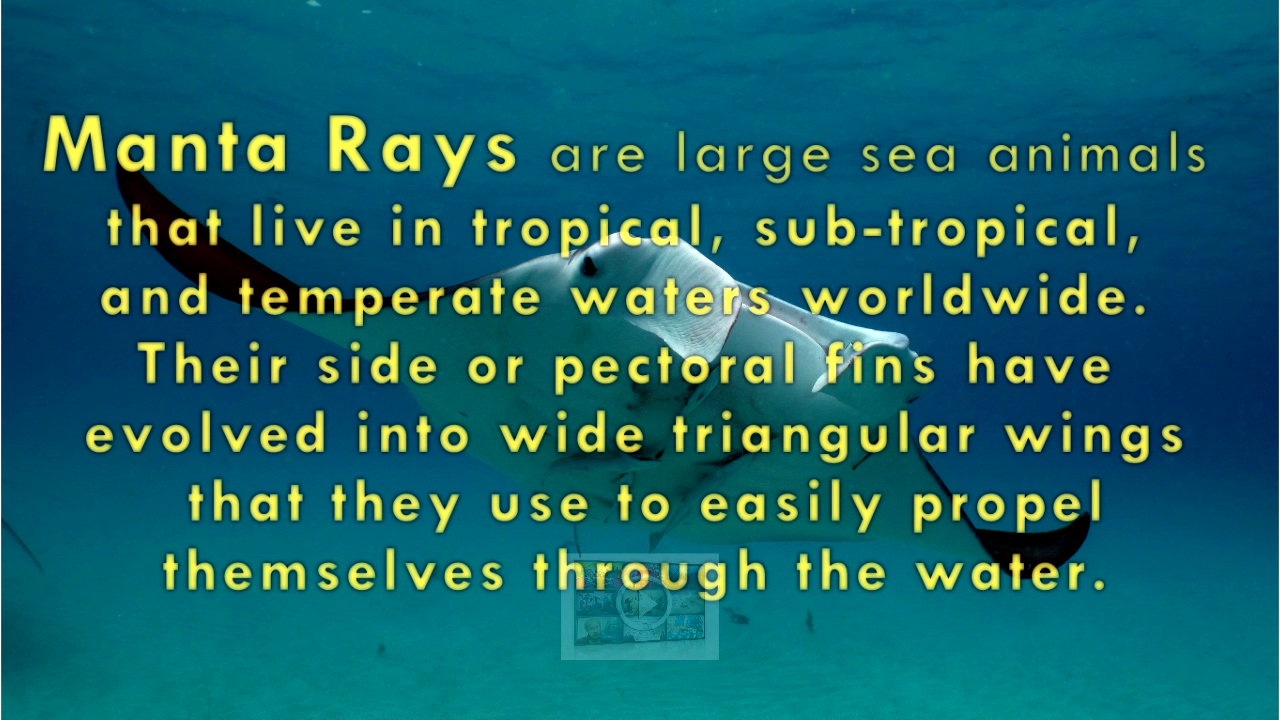 Manta Rays are large sea animals
that live in tropical, sub-tropical,
and temperate waters worldwide.
Their side or pectoral fins have
evolved into wide triangular wings
that they use to easily propel
themselves through the water.